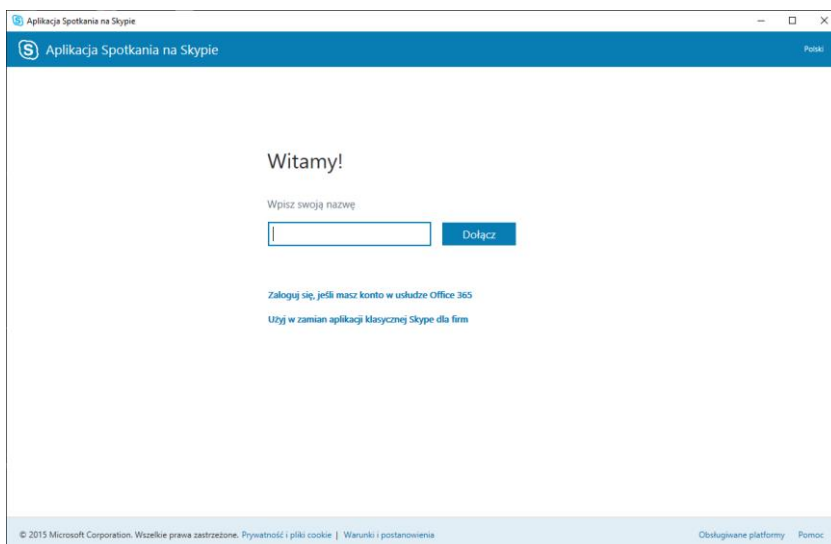 Aplikacja Spotkania na Skypie
Aplikacja Spotkania na Skypie
Polski
Witamy!
Wpisz swoją nazwę
Dołącz
Zaloguj się, jeśli masz konto w usłudze Office 365
Użyj w zamian aplikacji klasycznej Skype dla firm
© 2015 Microsoft Corporation. Wszelkie prawa zastrzeżone. Prywatność i pliki cookie | Warunki i postanowienia
Obsługiwane platformy Pomoc